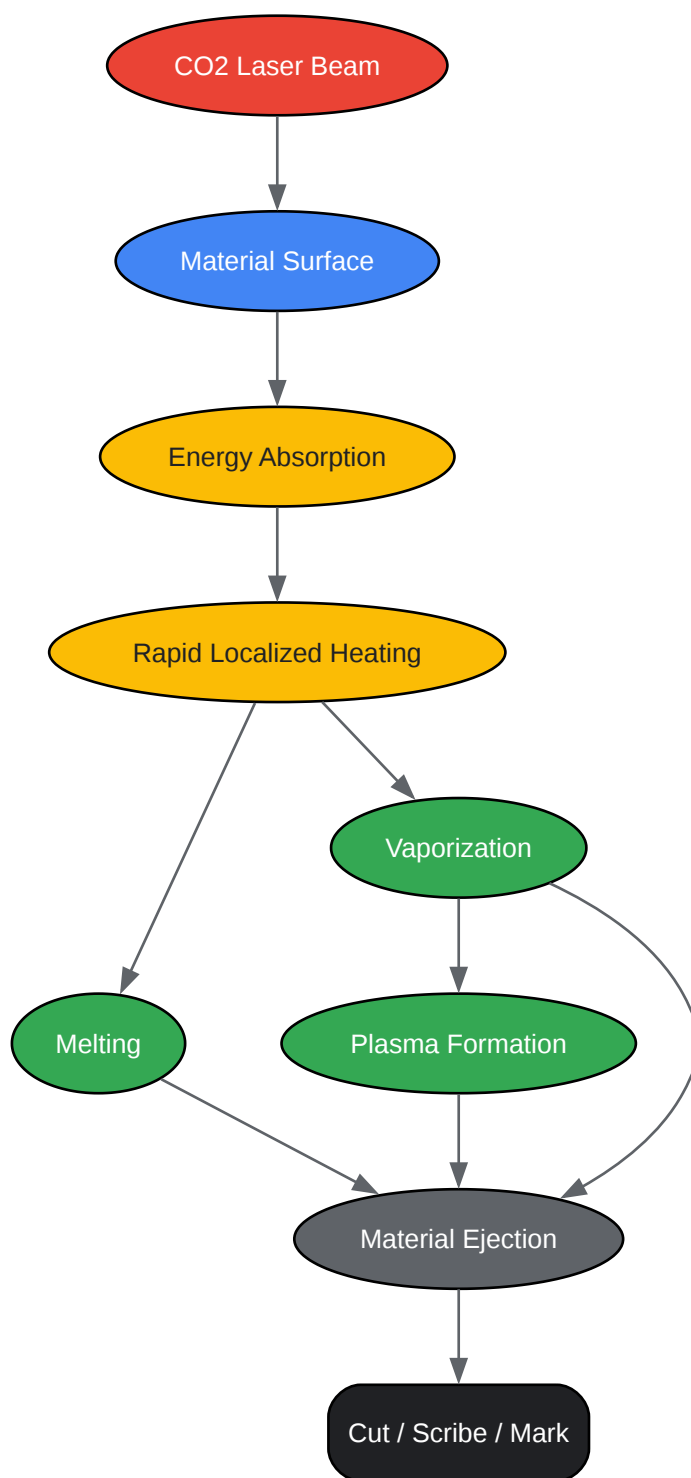 CO2 Laser Beam
Material Surface
Energy Absorption
Rapid Localized Heating
Vaporization
Melting
Plasma Formation
Material Ejection
Cut / Scribe / Mark